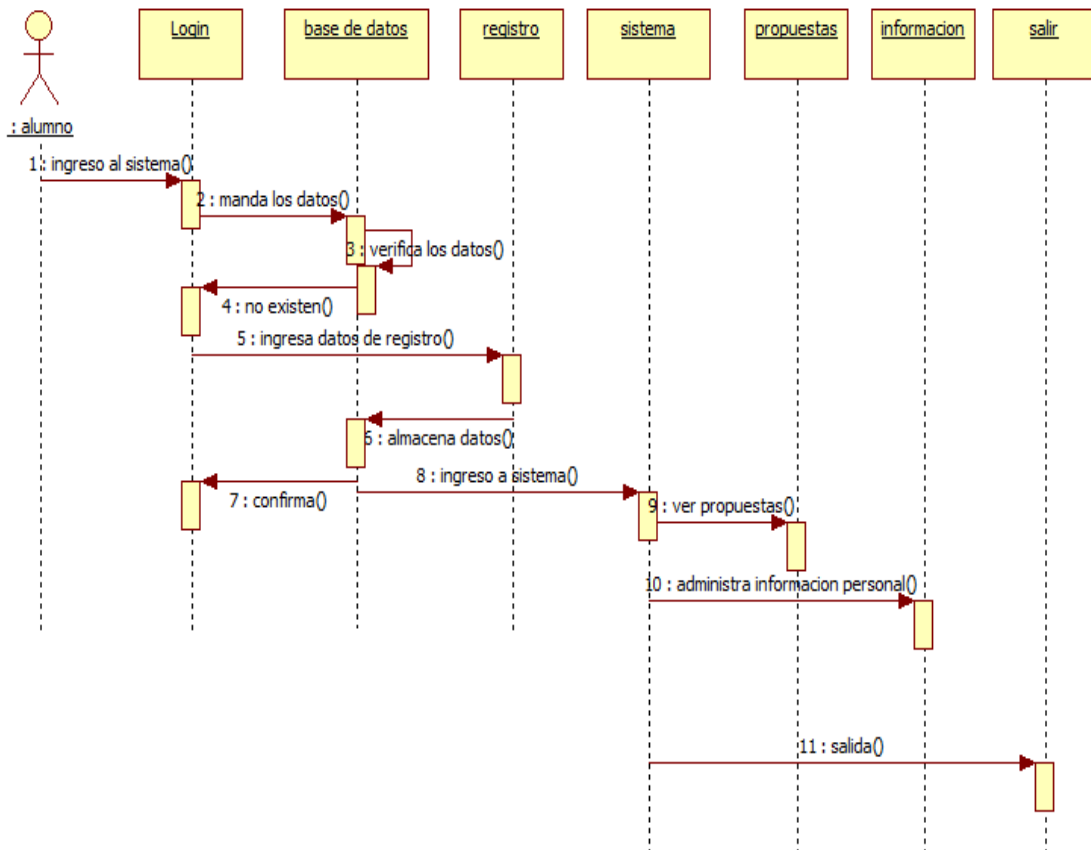 Login
base de datos
registro
sistema
propuestas
informacion
salir
: alumno
1 : ingreso al sistema()
2 : manda los datos()
3 : verifica los datos()
4 : no existen()
5 : ingresa datos de registro()
6 : almacena datos()
8 : ingreso a sistema()
7 : confirma()
9 : ver propuestas()
10 : administra informacion personal()
11 : salida()